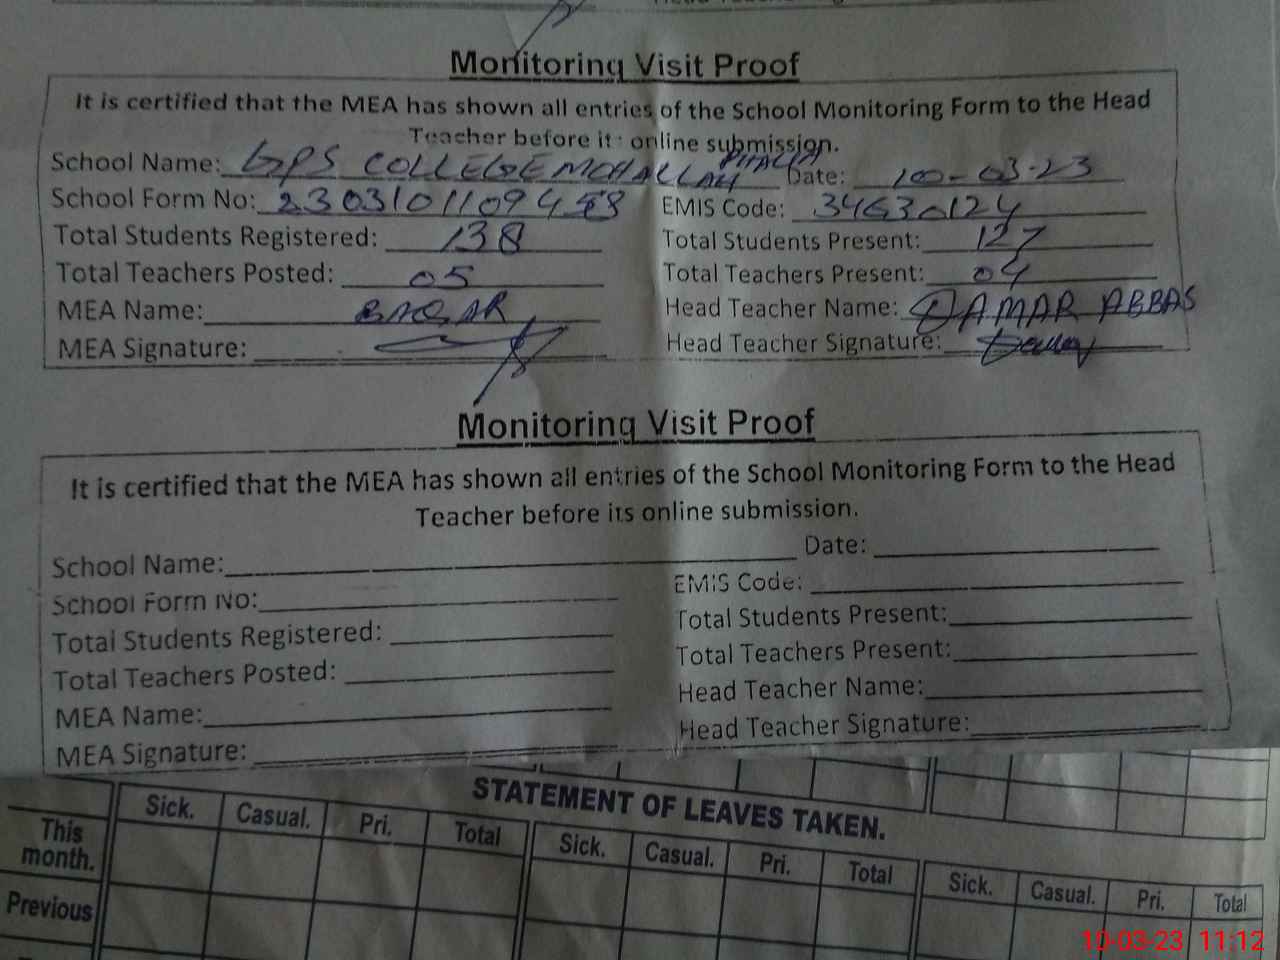 Monitoring Visit Proof
It is certified that the MEA has shown all entries of the School Monitoring Form to the Head
Teacher before its online submission.
School Name: GPS COLLEGE MOHALLAH Date: 10-03-23
School Form No: EMIS Code: 34630124
Total Students Registered: 138 Total Students Present: 127
Total Teachers Posted: 05 Total Teachers Present: 04
MEA Name: BAQAR Head Teacher Name: QAMAR ABBAS
MEA Signature: Head Teacher Signature:
Monitoring Visit Proof
It is certified that the MEA has shown all entries of the School Monitoring Form to the Head
Teacher before its online submission.
School Name: Date:
School Form No: EMIS Code:
Total Students Registered: Total Students Present:
Total Teachers Posted: Total Teachers Present:
MEA Name: Head Teacher Name:
MEA Signature: Head Teacher Signature:
STATEMENT OF LEAVES TAKEN.
Sick. Casual. Pri. Total Sick. Casual. Pri. Total Sick. Casual. Pri. Total
This
month.
Previous
10-03-23 11:12